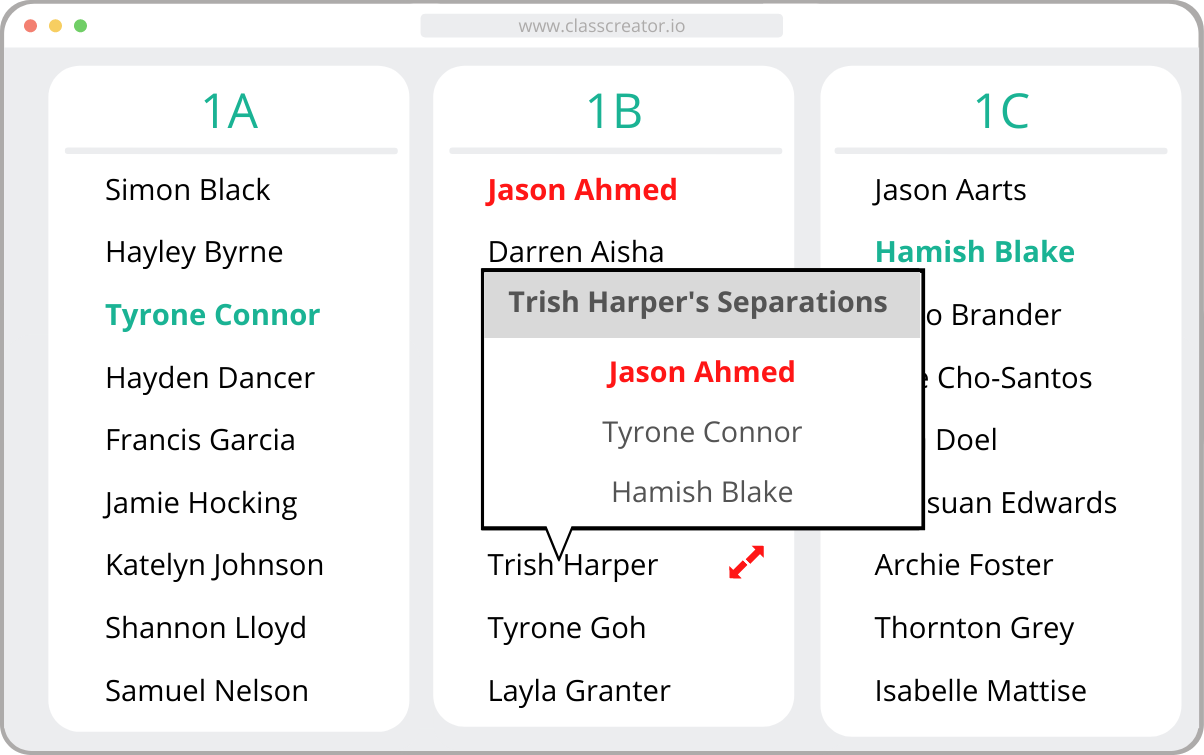 www.classcreator.io
1A
Simon Black
Hayley Byrne
Tyrone Connor
Hayden Dancer
Francis Garcia
Jamie Hocking
Katelyn Johnson
Shannon Lloyd
Samuel Nelson
1B
Jason Ahmed
Darren Aisha
Trish Harper's Separations
Jason Ahmed
Tyrone Connor
Hamish Blake
Trish Harper
Tyrone Goh
Layla Granter
1C
Jason Aarts
Hamish Blake
Brander
Cho-Santos
Doel
Edwards
Archie Foster
Thornton Grey
Isabelle Mattise